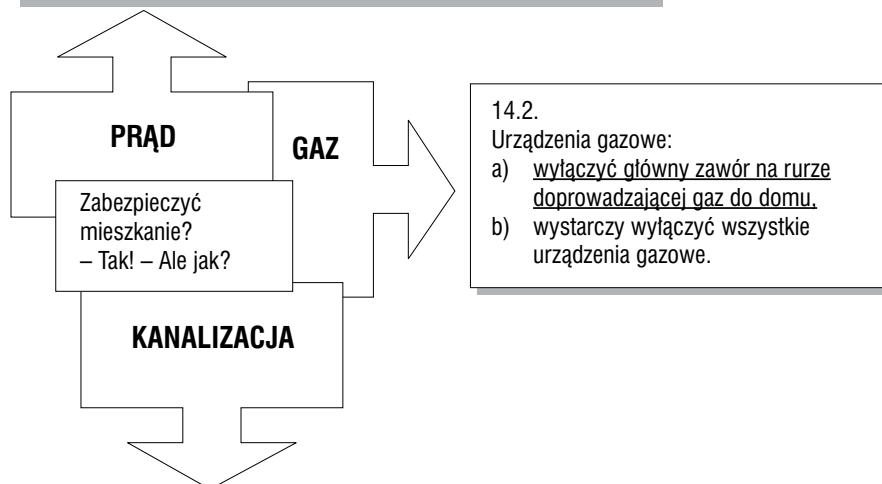 PRĄD
GAZ
Zabezpieczyć
mieszkanie?
– Tak! – Ale jak?
KANALIZACJA
14.2.
Urządzenia gazowe:
a) wyłączyć główny zawór na rurze
doprowadzającej gaz do domu,
b) wystarczy wyłączyć wszystkie
urządzenia gazowe.